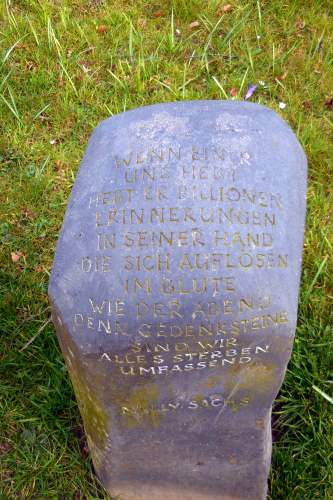 WENN EINER
UNS HEBT
HEBT ER BILLIONEN
ERINNERUNGEN
IN SEINER HAND
DIE SICH AUFLÖSEN
IM BLUTE
WIE DER ABEND
DENN GEDENKSTEINE
SIND WIR
ALLES STERBEN
UMFASSEND
NELLY SACHS